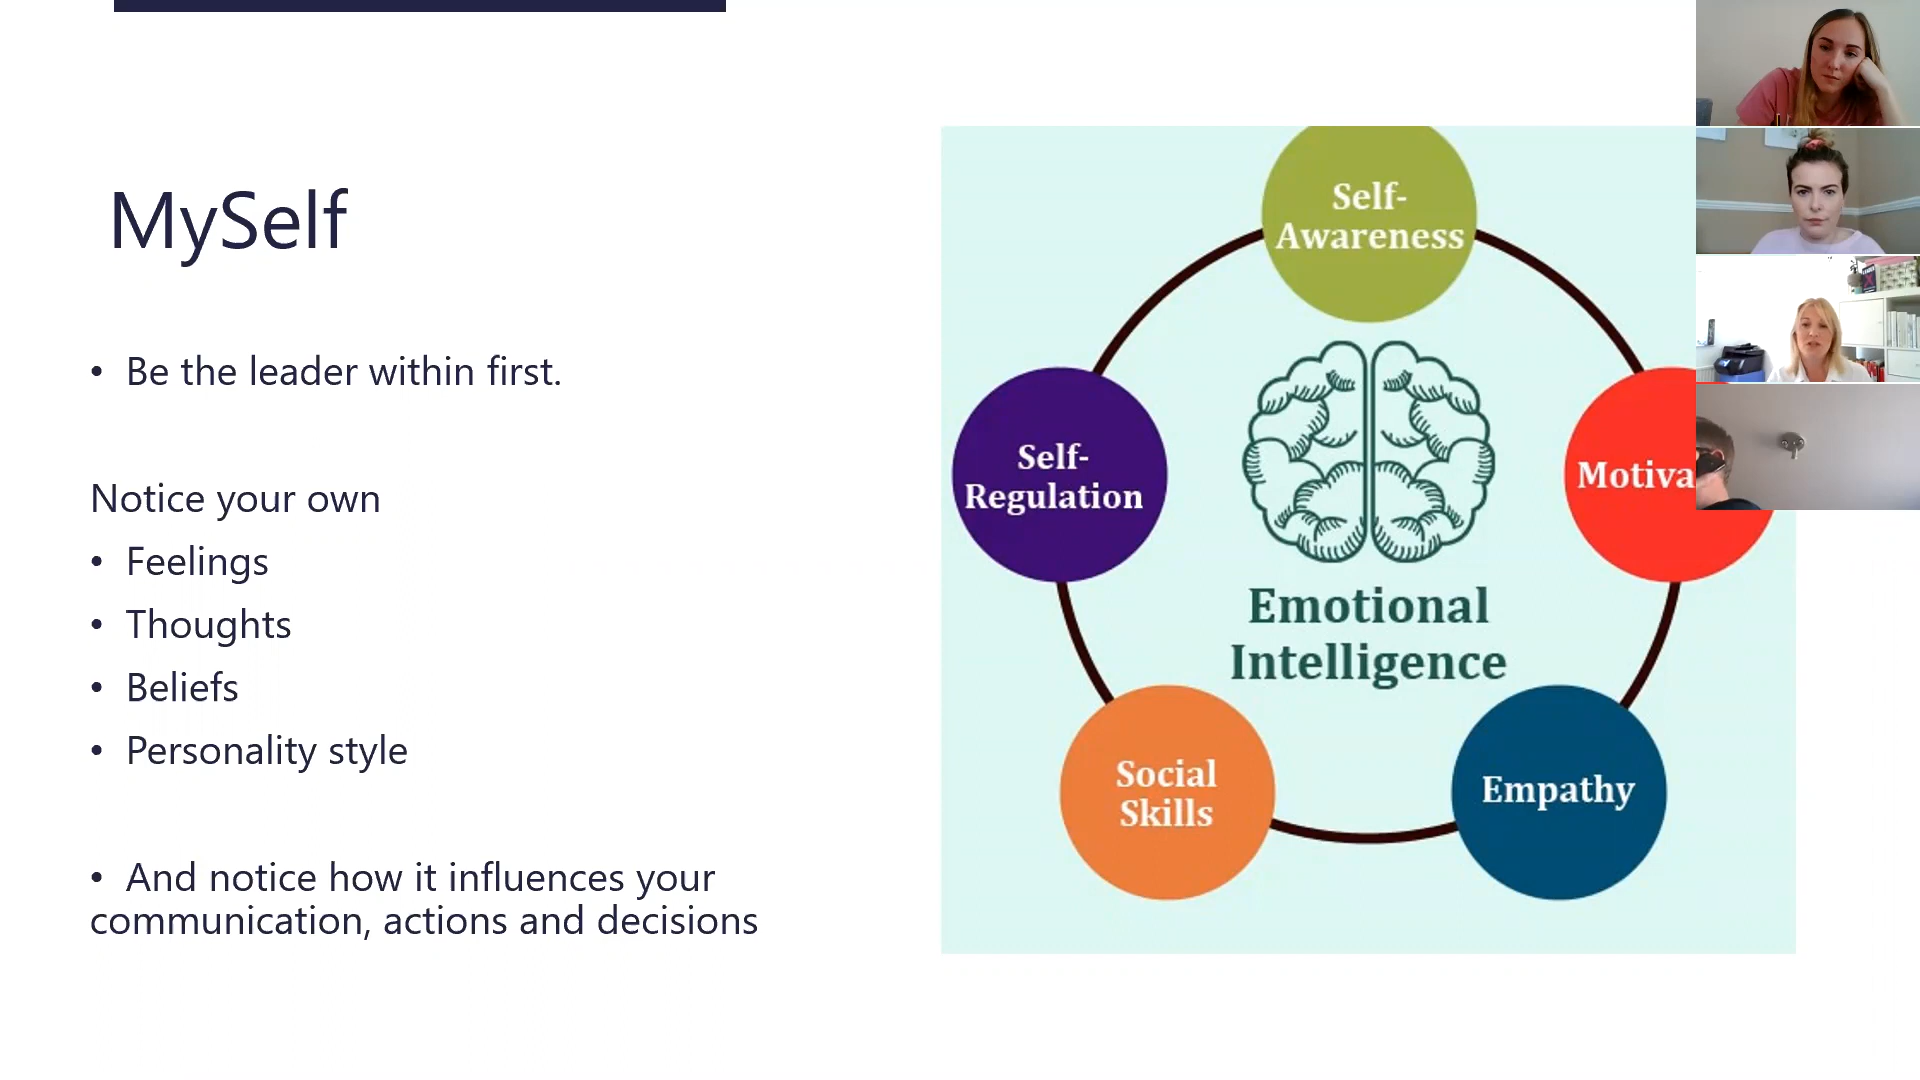 MySelf
• Be the leader within first.
Notice your own
• Feelings
• Thoughts
• Beliefs
• Personality style
• And notice how it influences your
communication, actions and decisions
Self-
Awareness
Self-
Regulation
Motiva
Emotional
Intelligence
Social
Skills
Empathy